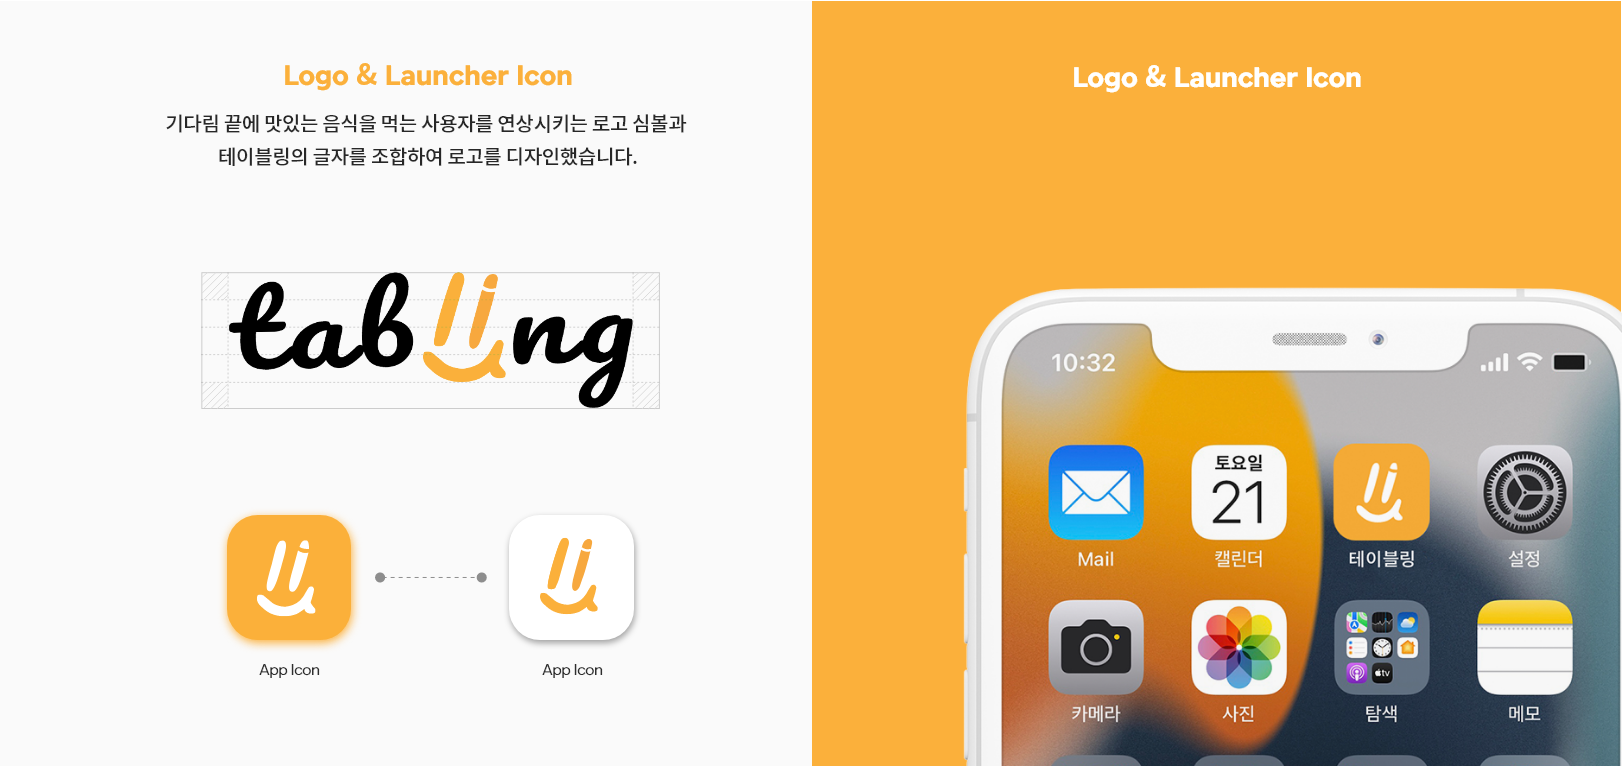 Logo & Launcher Icon
기다림 끝에 맛있는 음식을 먹는 사용자를 연상시키는 로고 심볼과
테이블링의 글자를 조합하여 로고를 디자인했습니다.
tabling
App Icon
App Icon
Logo & Launcher Icon
10:32
토요일
21
Mail
캘린더
테이블링
설정
tv
카메라
사진
탐색
메모